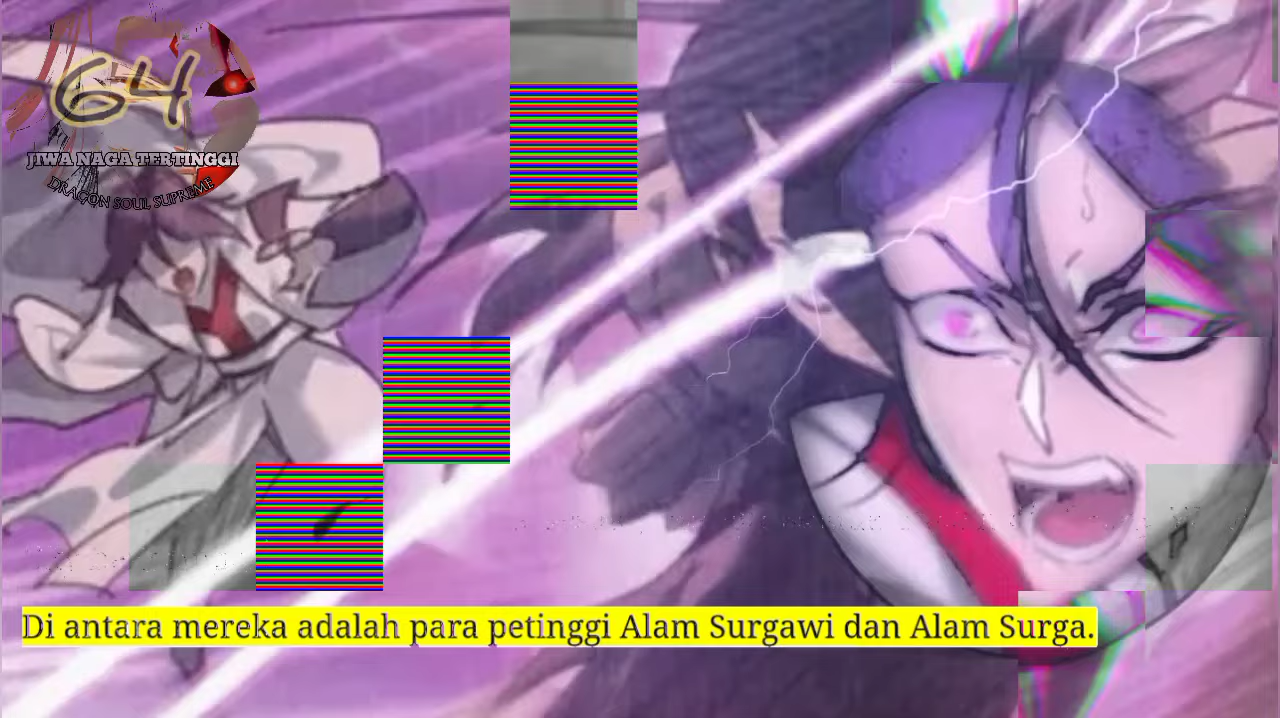 64
JIWA NAGA TERTINGGI
DRAGON SOUL SUPREME
Di antara mereka adalah para petinggi Alam Surgawi dan Alam Surga.